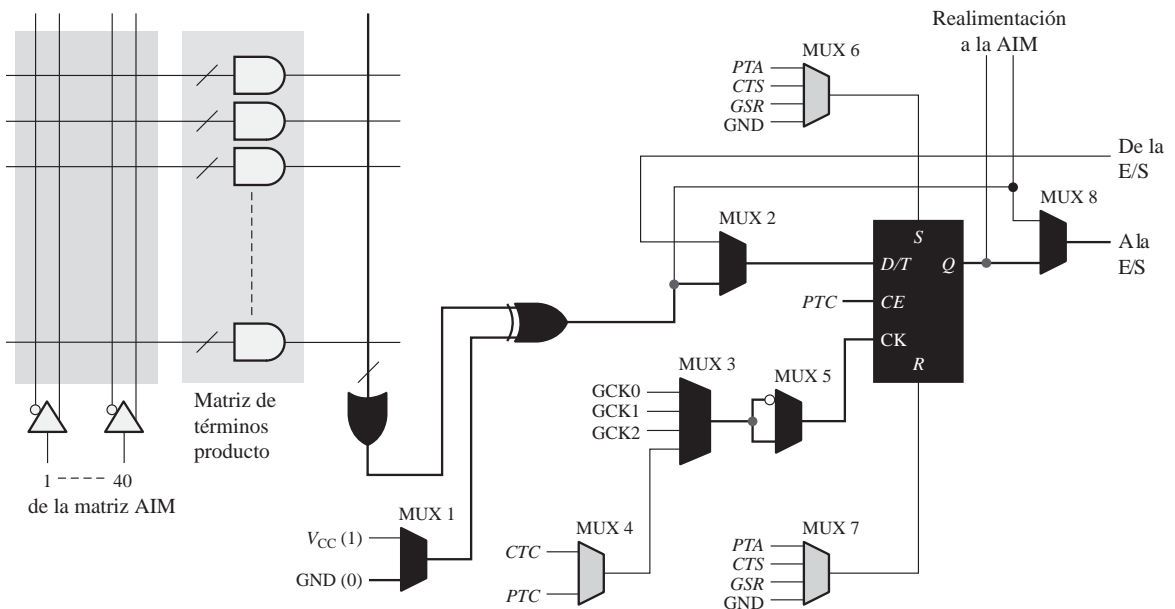 Realimentación
a la AIM
MUX 6
PTA
CTS
GSR
GND
De la
E/S
MUX 8
MUX 2
S
D/T
Q
A la
E/S
PTC
CE
CK
R
MUX 3
MUX 5
GCK0
GCK1
GCK2
Matriz de
términos
producto
1
40
de la matriz AIM
MUX 1
VCC (1)
GND (0)
MUX 4
CTC
PTC
MUX 7
PTA
CTS
GSR
GND